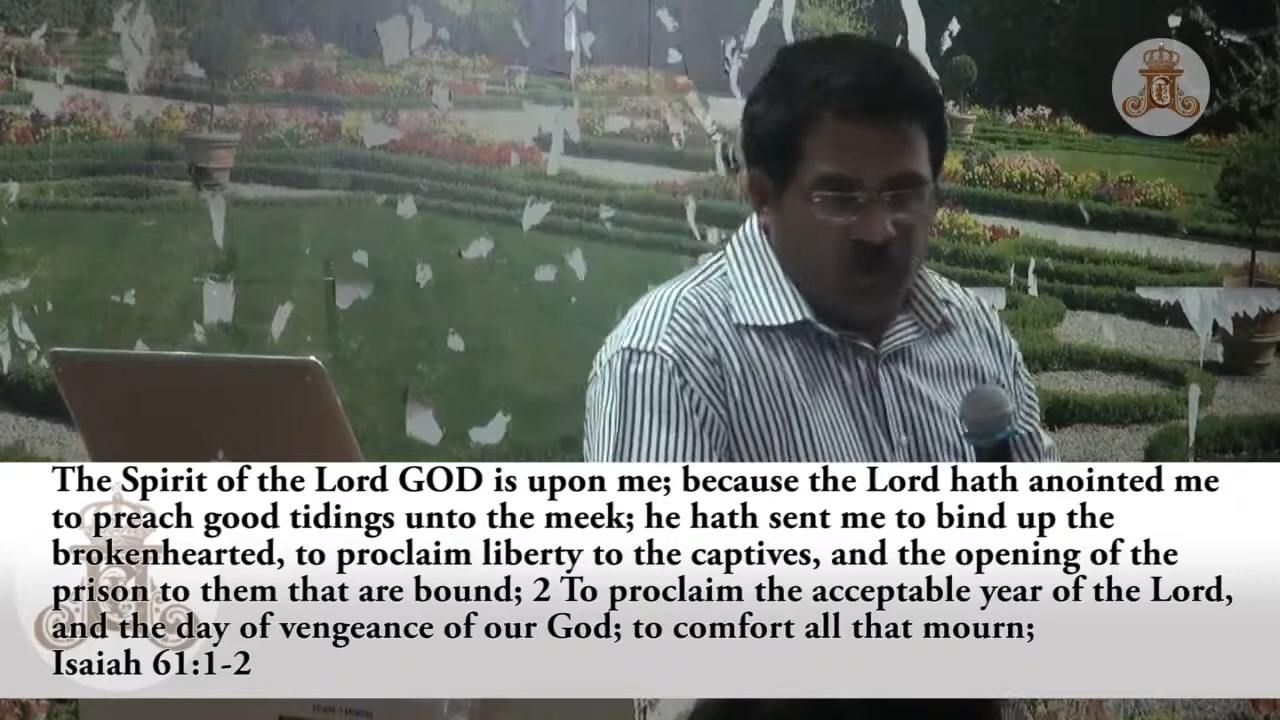 The Spirit of the Lord GOD is upon me; because the Lord hath anointed me
to preach good tidings unto the meek; he hath sent me to bind up the
brokenhearted, to proclaim liberty to the captives, and the opening of the
prison to them that are bound; 2 To proclaim the acceptable year of the Lord,
and the day of vengeance of our God; to comfort all that mourn;
Isaiah 61:1-2